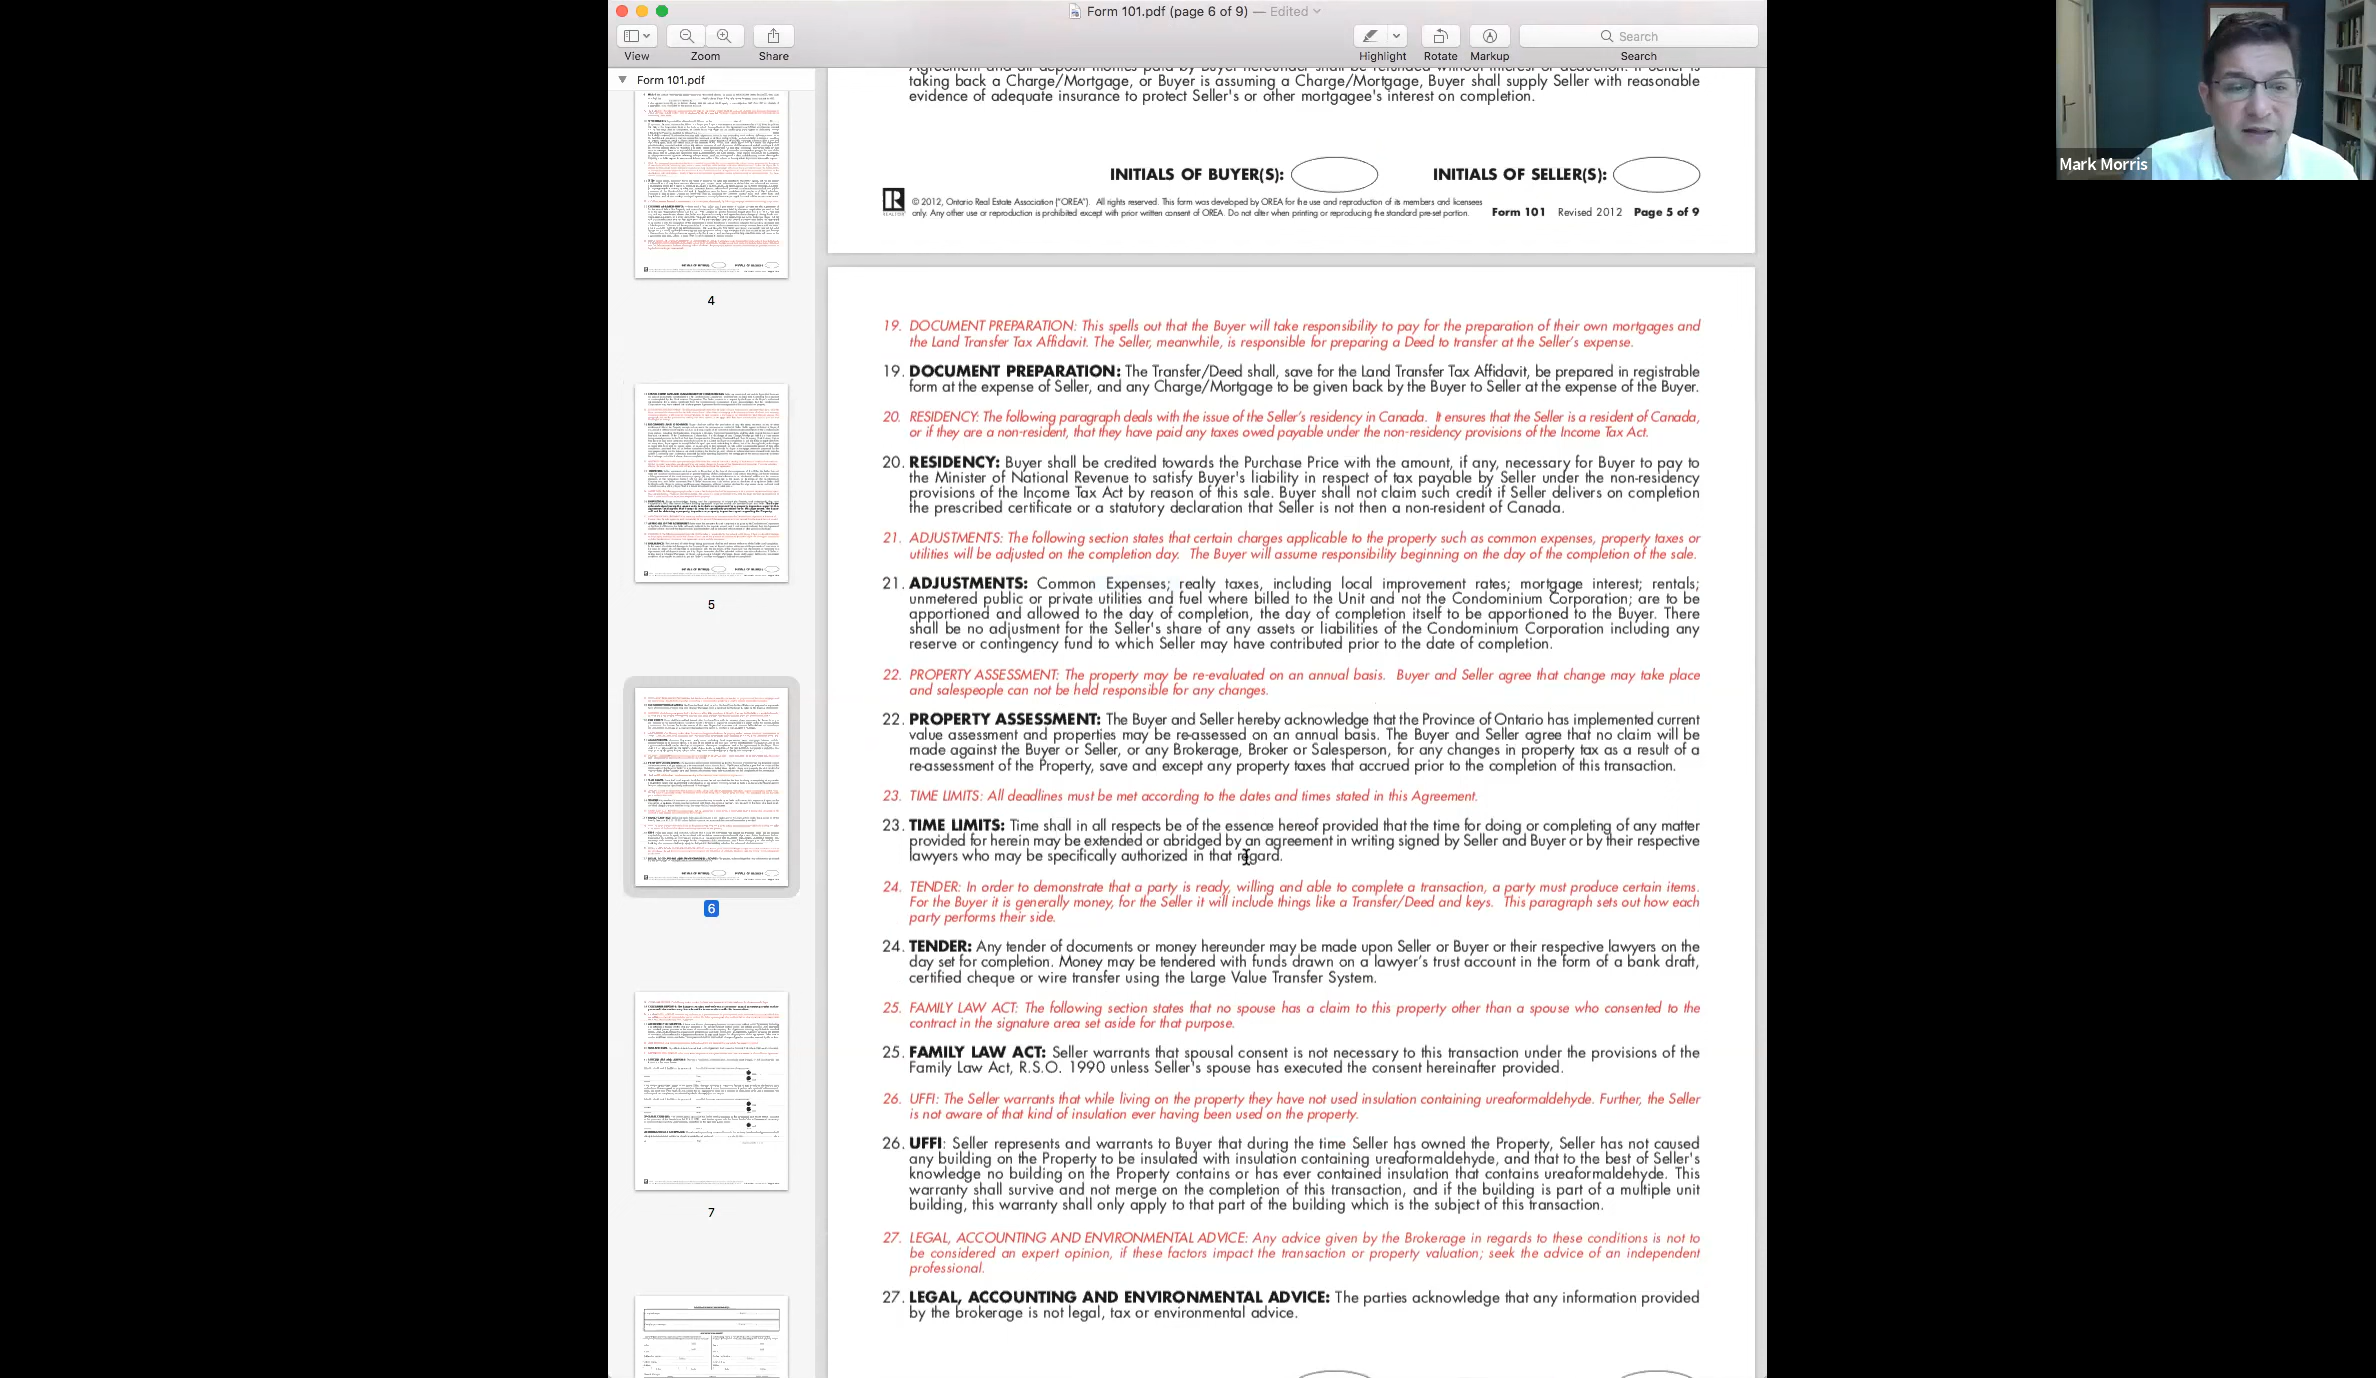 Form 101.pdf (page 6 of 9) — Edited
View
Zoom
Share
Highlight
Rotate
Markup
Search
Search
Form 101.pdf
4
5
6
7
taking back a Charge/Mortgage, or Buyer is assuming a Charge/Mortgage, Buyer shall supply Seller with reasonable
evidence of adequate insurance to protect Seller's or other mortgagee's interest on completion.
INITIALS OF BUYER(S):
INITIALS OF SELLER(S):
© 2012, Ontario Real Estate Association ("OREA"). All rights reserved. This form was developed by OREA for the use and reproduction of its members and licensees
only. Any other use or reproduction is prohibited except with prior written consent of OREA. Do not alter when printing or reproducing the standard pre-set portion.
Form 101 Revised 2012 Page 5 of 9
19. DOCUMENT PREPARATION: This spells out that the Buyer will take responsibility to pay for the preparation of their own mortgages and
the Land Transfer Tax Affidavit. The Seller, meanwhile, is responsible for preparing a Deed to transfer at the Seller's expense.
19. DOCUMENT PREPARATION: The Transfer/Deed shall, save for the Land Transfer Tax Affidavit, be prepared in registrable
form at the expense of Seller, and any Charge/Mortgage to be given back by the Buyer to Seller at the expense of the Buyer.
20. RESIDENCY: The following paragraph deals with the issue of the Seller's residency in Canada. It ensures that the Seller is a resident of Canada,
or if they are a non-resident, that they have paid any taxes owed payable under the non-residency provisions of the Income Tax Act.
20. RESIDENCY: Buyer shall be credited towards the Purchase Price with the amount, if any, necessary for Buyer to pay to
the Minister of National Revenue to satisfy Buyer's liability in respect of tax payable by Seller under the non-residency
provisions of the Income Tax Act by reason of this sale. Buyer shall not claim such credit if Seller delivers on completion
the prescribed certificate or a statutory declaration that Seller is not then a non-resident of Canada.
21. ADJUSTMENTS: The following section states that certain charges applicable to the property such as common expenses, property taxes or
utilities will be adjusted on the completion day. The Buyer will assume responsibility beginning on the day of the completion of the sale.
21. ADJUSTMENTS: Common Expenses; realty taxes, including local improvement rates; mortgage interest; rentals;
unmetered public or private utilities and fuel where billed to the Unit and not the Condominium Corporation; are to be
apportioned and allowed to the day of completion, the day of completion itself to be apportioned to the Buyer. There
shall be no adjustment for the Seller's share of any assets or liabilities of the Condominium Corporation including any
reserve or contingency fund to which Seller may have contributed prior to the date of completion.
22. PROPERTY ASSESSMENT: The property may be re-evaluated on an annual basis. Buyer and Seller agree that change may take place
and salespeople can not be held responsible for any changes.
22. PROPERTY ASSESSMENT: The Buyer and Seller hereby acknowledge that the Province of Ontario has implemented current
value assessment and properties may be re-assessed on an annual basis. The Buyer and Seller agree that no claim will be
made against the Buyer or Seller, or any Brokerage, Broker or Salesperson, for any changes in property tax as a result of a
re-assessment of the Property, save and except any property taxes that accrued prior to the completion of this transaction.
23. TIME LIMITS: All deadlines must be met according to the dates and times stated in this Agreement.
23. TIME LIMITS: Time shall in all respects be of the essence hereof provided that the time for doing or completing of any matter
provided for herein may be extended or abridged by an agreement in writing signed by Seller and Buyer or by their respective
lawyers who may be specifically authorized in that regard.
24. TENDER: In order to demonstrate that a party is ready, willing and able to complete a transaction, a party must produce certain items.
For the Buyer it is generally money, for the Seller it will include things like a Transfer/Deed and keys. This paragraph sets out how each
party performs their side.
24. TENDER: Any tender of documents or money hereunder may be made upon Seller or Buyer or their respective lawyers on the
day set for completion. Money may be tendered with funds drawn on a lawyer's trust account in the form of a bank draft,
certified cheque or wire transfer using the Large Value Transfer System.
25. FAMILY LAW ACT: The following section states that no spouse has a claim to this property other than a spouse who consented to the
contract in the signature area set aside for that purpose.
25. FAMILY LAW ACT: Seller warrants that spousal consent is not necessary to this transaction under the provisions of the
Family Law Act, R.S.O. 1990 unless Seller's spouse has executed the consent hereinafter provided.
26. UFFI: The Seller warrants that while living on the property they have not used insulation containing ureaformaldehyde. Further, the Seller
is not aware of that kind of insulation ever having been used on the property.
26. UFFI: Seller represents and warrants to Buyer that during the time Seller has owned the Property, Seller has not caused
any building on the Property to be insulated with insulation containing ureaformaldehyde, and that to the best of Seller's
knowledge no building on the Property contains or has ever contained insulation that contains ureaformaldehyde. This
warranty shall survive and not merge on the completion of this transaction, and if the building is part of a multiple unit
building, this warranty shall only apply to that part of the building which is the subject of this transaction.
27. LEGAL, ACCOUNTING AND ENVIRONMENTAL ADVICE: Any advice given by the Brokerage in regards to these conditions is not to
be considered an expert opinion, if these factors impact the transaction or property valuation; seek the advice of an independent
professional.
27. LEGAL, ACCOUNTING AND ENVIRONMENTAL ADVICE: The parties acknowledge that any information provided
by the brokerage is not legal, tax or environmental advice.
Mark Morris